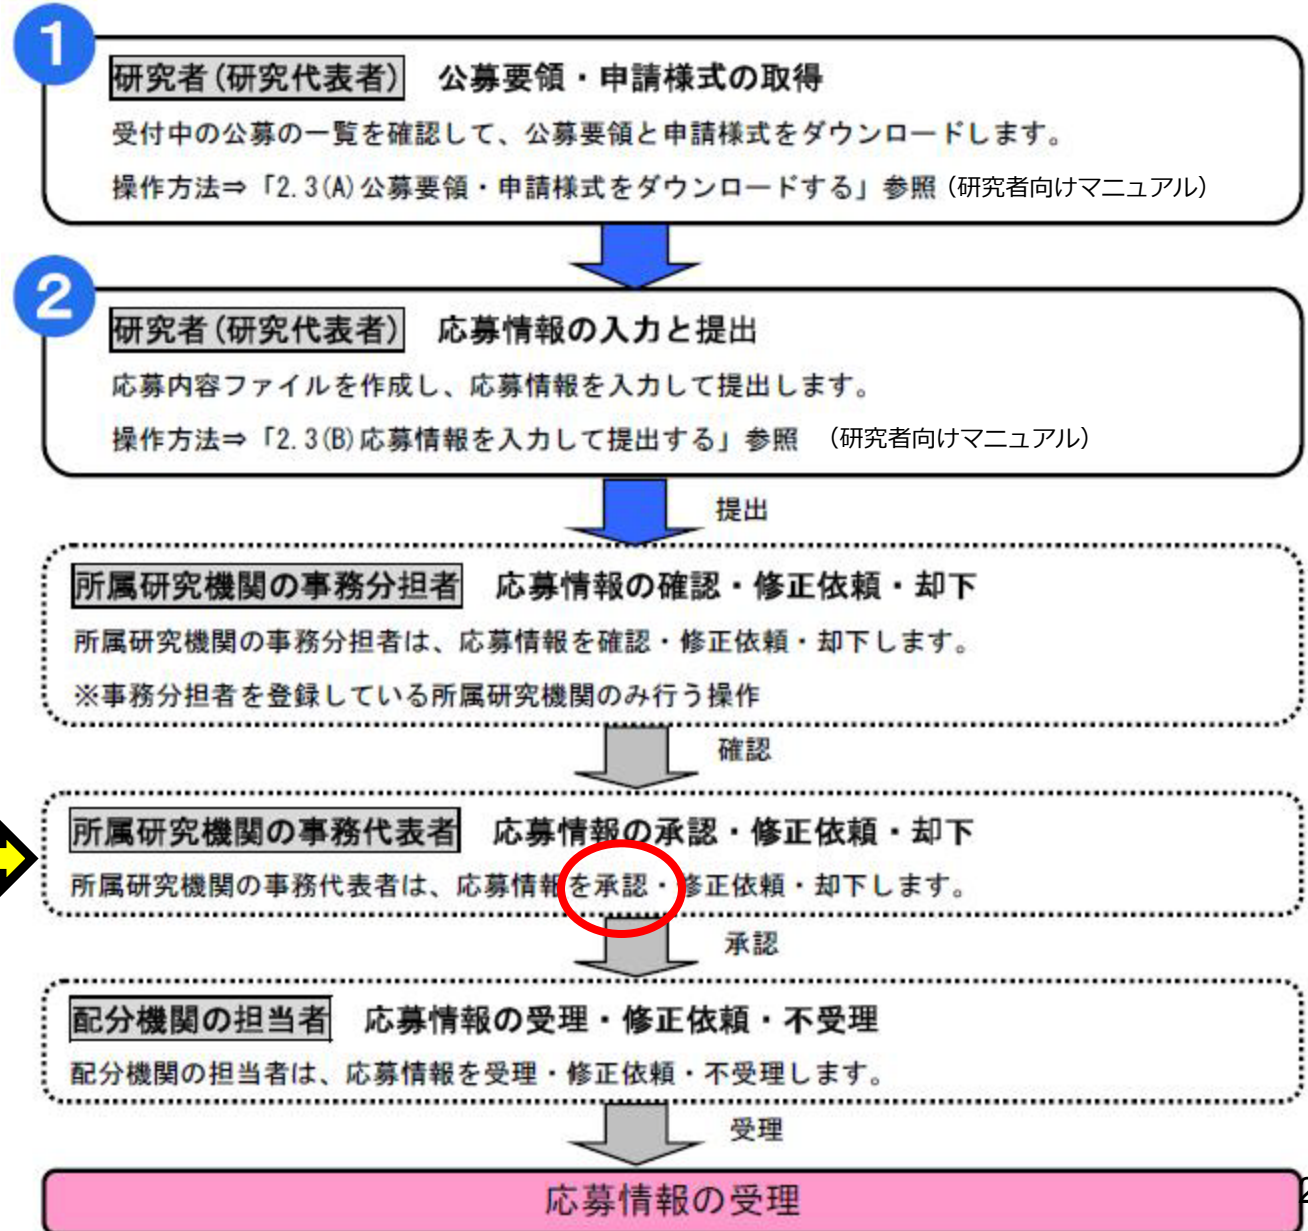 1
研究者(研究代表者) 公募要領・申請様式の取得
受付中の公募の一覧を確認して、公募要領と申請様式をダウンロードします。
操作方法⇒「2.3(A)公募要領・申請様式をダウンロードする」参照（研究者向けマニュアル）
2
研究者(研究代表者) 応募情報の入力と提出
応募内容ファイルを作成し、応募情報を入力して提出します。
操作方法⇒「2.3(B)応募情報を入力して提出する」参照 （研究者向けマニュアル）
提出
所属研究機関の事務分担者 応募情報の確認・修正依頼・却下
所属研究機関の事務分担者は、応募情報を確認・修正依頼・却下します。
※事務分担者を登録している所属研究機関のみ行う操作
確認
所属研究機関の事務代表者 応募情報の承認・修正依頼・却下
所属研究機関の事務代表者は、応募情報を承認・修正依頼・却下します。
承認
配分機関の担当者 応募情報の受理・修正依頼・不受理
配分機関の担当者は、応募情報を受理・修正依頼・不受理します。
受理
応募情報の受理